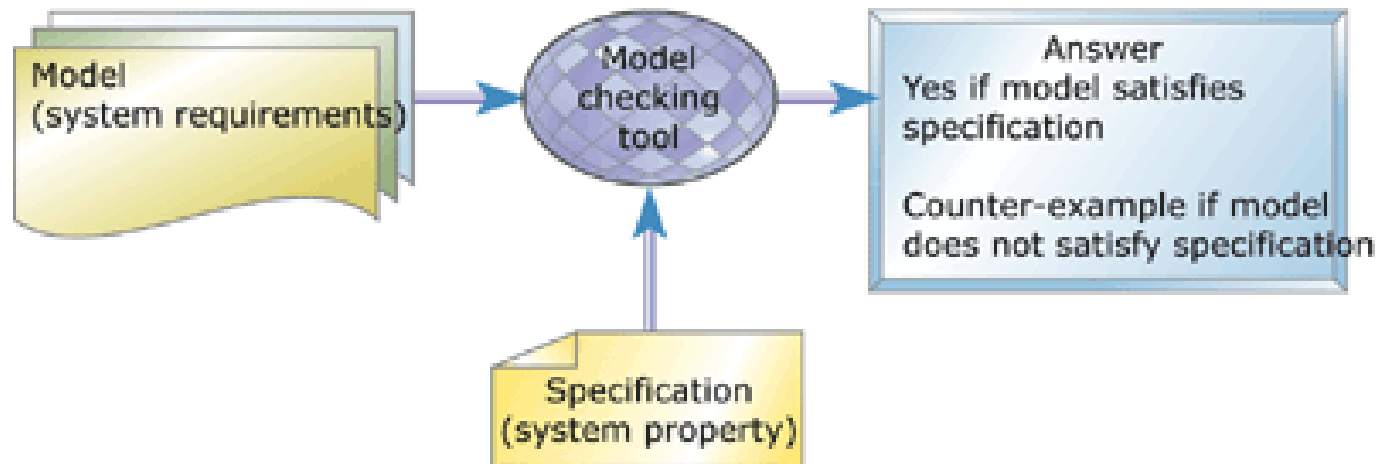 Model
(system requirements)
Model
checking
tool
Answer
Yes if model satisfies
specification
Counter-example if model
does not satisfy specification
Specification
(system property)